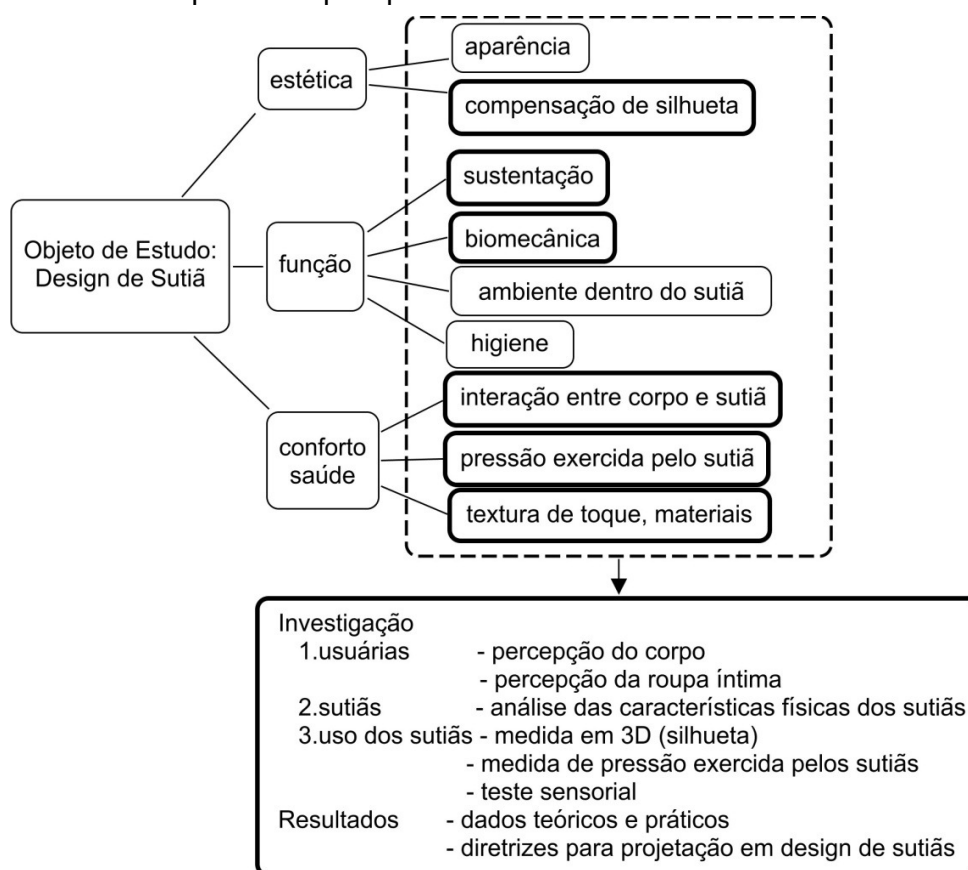 estética
aparência
compensação de silhueta
Objeto de Estudo:
Design de Sutiã
função
sustentação
biomecânica
ambiente dentro do sutiã
higiene
conforto
saúde
interação entre corpo e sutiã
pressão exercida pelo sutiã
textura de toque, materiais
Investigação
1.usuárias - percepção do corpo
- percepção da roupa íntima
2.sutiãs - análise das características físicas dos sutiãs
3.uso dos sutiãs - medida em 3D (silhueta)
- medida de pressão exercida pelos sutiãs
- teste sensorial
Resultados - dados teóricos e práticos
- diretrizes para projetação em design de sutiãs